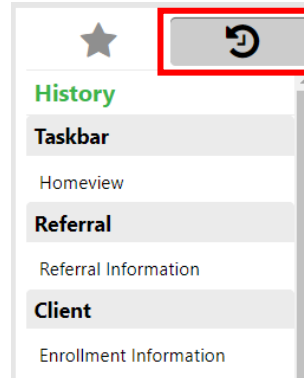 History
Taskbar
Homeview
Referral
Referral Information
Client
Enrollment Information